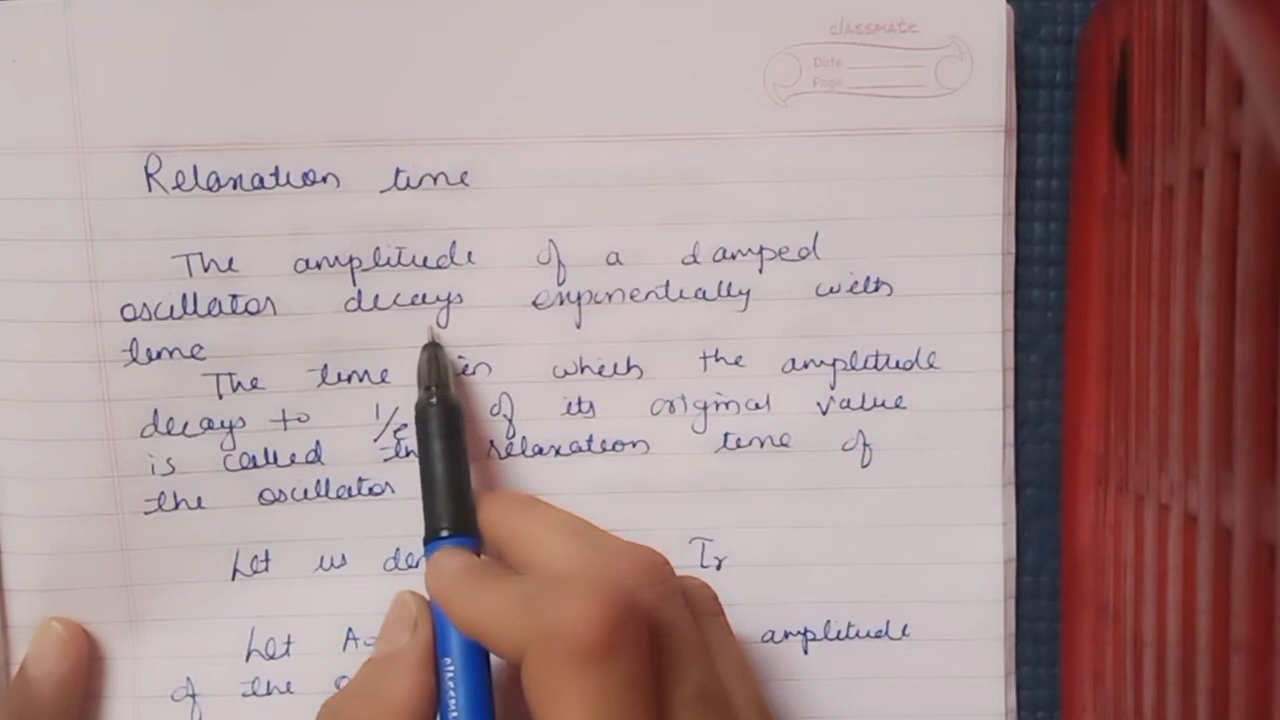 classmate
Date
Page
Relaxation time
The amplitude of a damped
oscillator decays exponentially with
time
The time in which the amplitude
decays to 1/e of its original value
is called the relaxation time of
the oscillator
Let us Tr
Let amplitude
of the